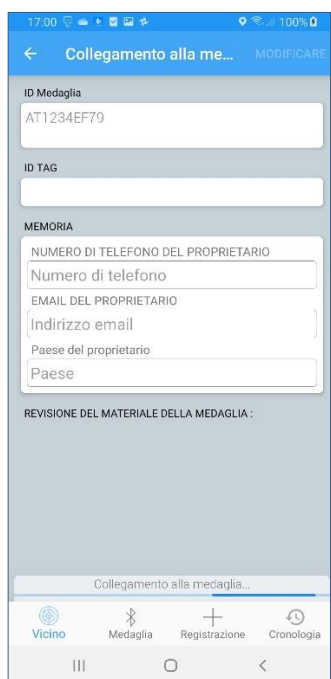 17:00 100%
Collegamento alla me... MODIFICARE
ID Medaglia
AT1234EF79
ID TAG
MEMORIA
NUMERO DI TELEFONO DEL PROPRIETARIO
Numero di telefono
EMAIL DEL PROPRIETARIO
Indirizzo email
Paese del proprietario
Paese
REVISIONE DEL MATERIALE DELLA MEDAGLIA :
Collegamento alla medaglia...
Vicino Medaglia Registrazione Cronologia